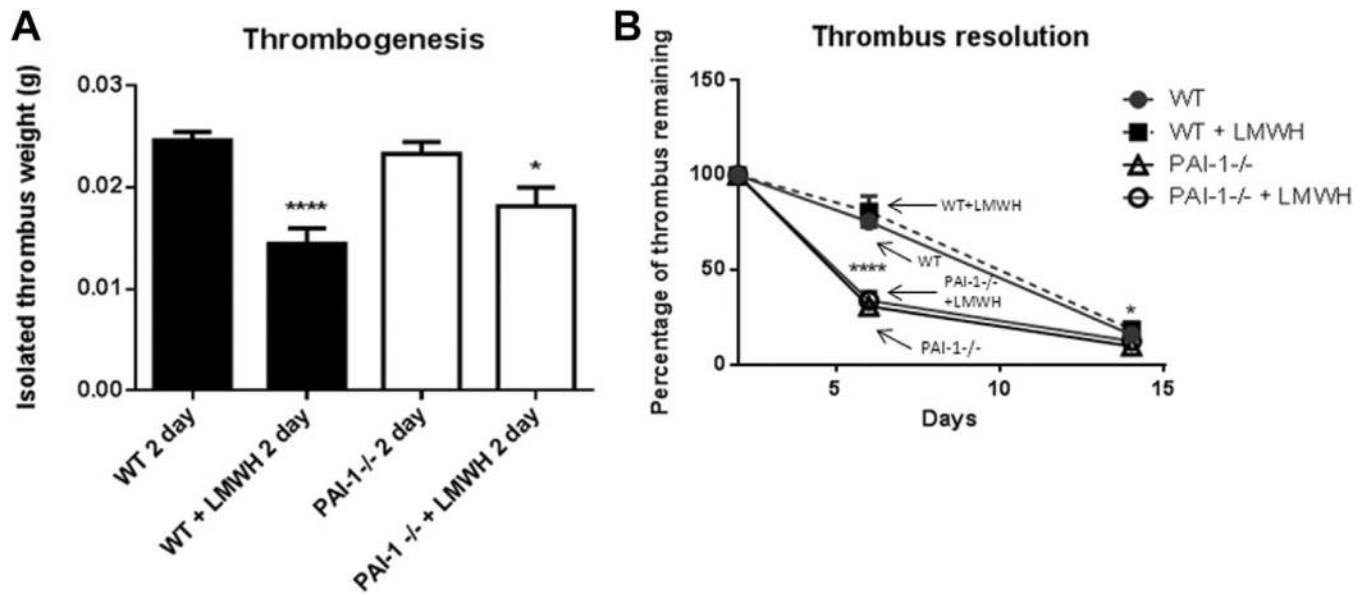 A
Thrombogenesis
Isolated thrombus weight (g)
0.03
0.02
0.01
0.00
****
*
WT 2 day
WT + LMWH 2 day
PAI-1-/- 2 day
PAI-1 -/- + LMWH 2 day
B
Thrombus resolution
Percentage of thrombus remaining
150
100
50
0
5
10
15
Days
WT+LMWH
WT
****
PAI-1-/-
+LMWH
PAI-1-/-
*
WT
WT + LMWH
PAI-1-/-
PAI-1-/- + LMWH